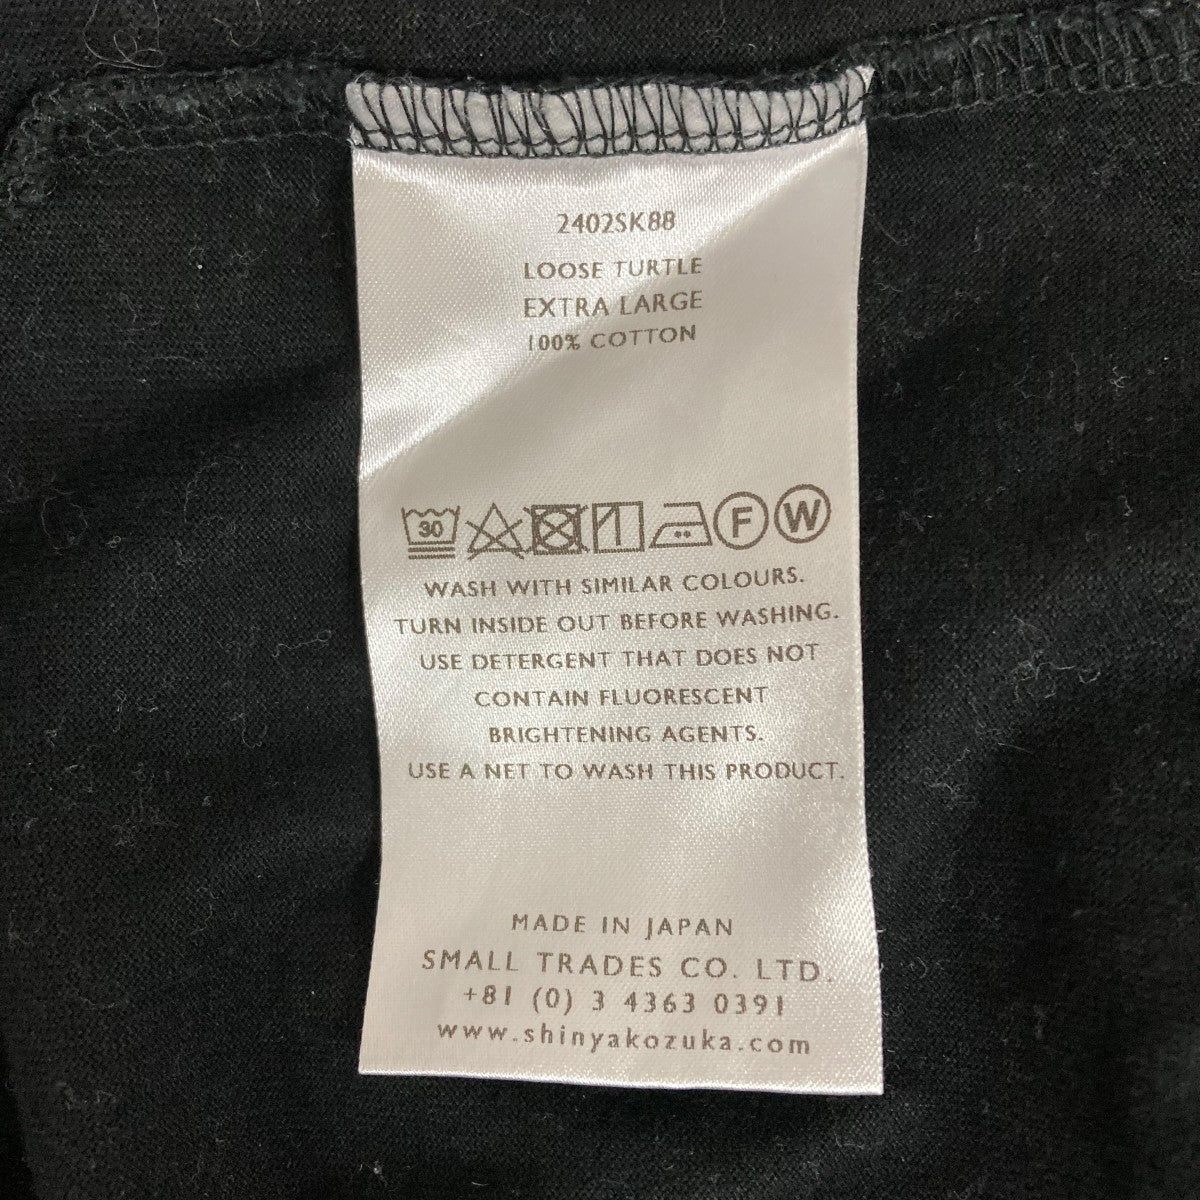 2402SK88
LOOSE TURTLE
EXTRA LARGE
100% COTTON
30 F W
WASH WITH SIMILAR COLOURS.
TURN INSIDE OUT BEFORE WASHING.
USE DETERGENT THAT DOES NOT
CONTAIN FLUORESCENT
BRIGHTENING AGENTS.
USE A NET TO WASH THIS PRODUCT.
MADE IN JAPAN
SMALL TRADES CO. LTD.
+81 (0) 3 4363 0391
www.shinyakozuka.com